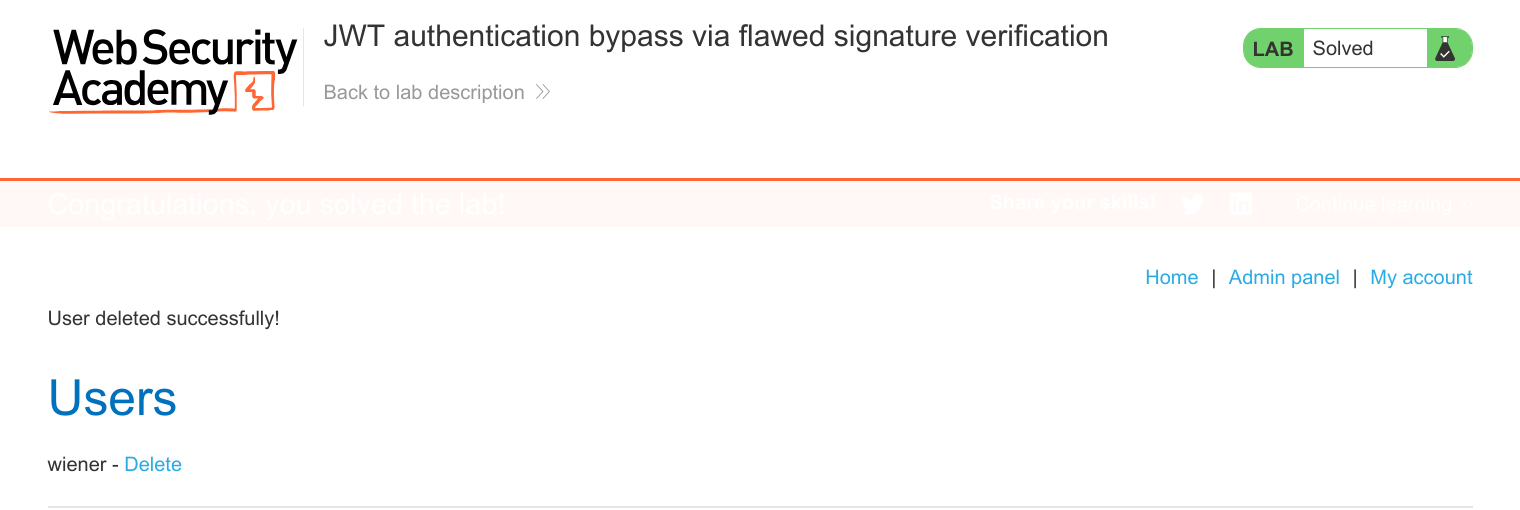 Web Security
Academy
JWT authentication bypass via flawed signature verification
Back to lab description
LAB Solved
Congratulations, you solved the lab!
Share your skills!
Continue learning
Home | Admin panel | My account
User deleted successfully!
Users
wiener - Delete